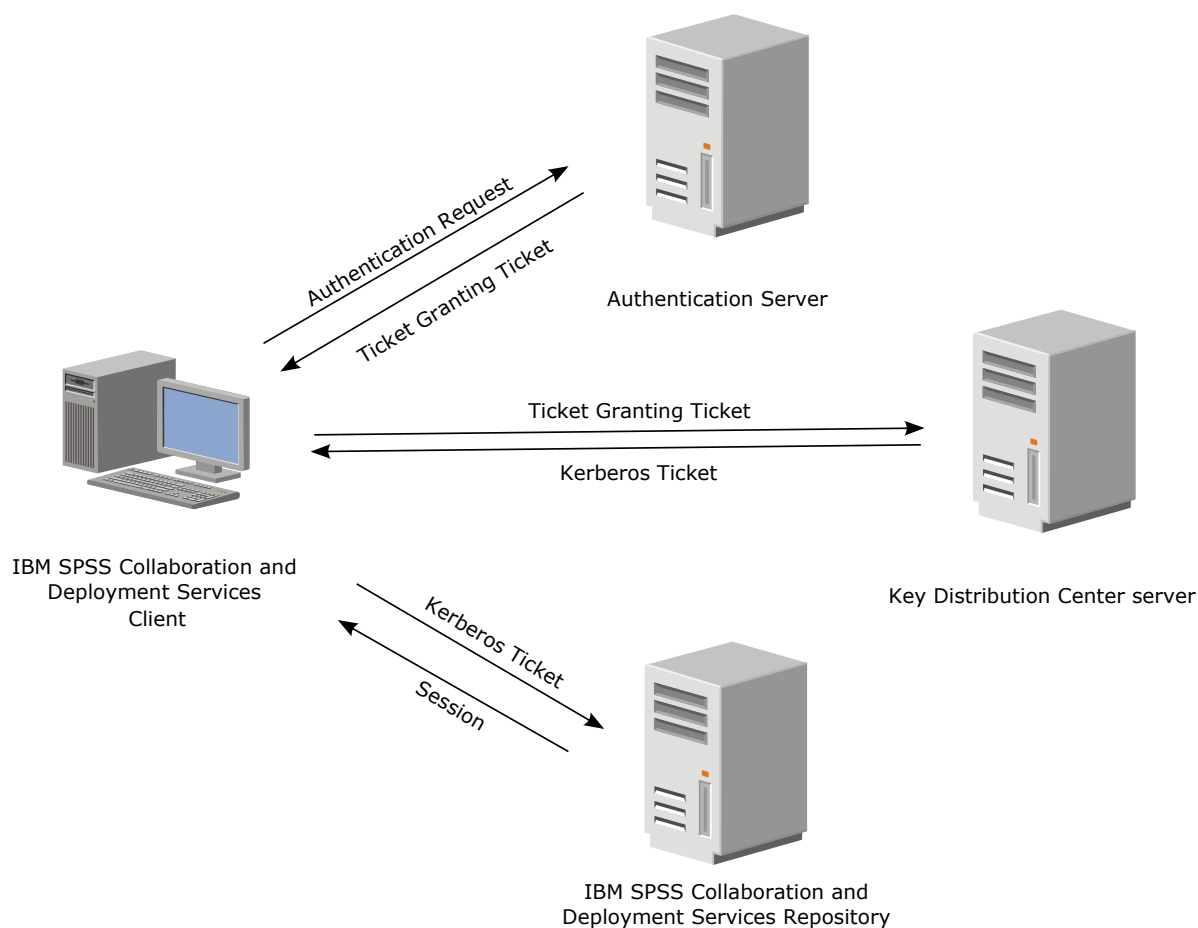 Authentication Request
Ticket Granting Ticket
Authentication Server
Ticket Granting Ticket
Kerberos Ticket
IBM SPSS Collaboration and
Deployment Services
Client
Key Distribution Center server
Kerberos Ticket
Session
IBM SPSS Collaboration and
Deployment Services Repository